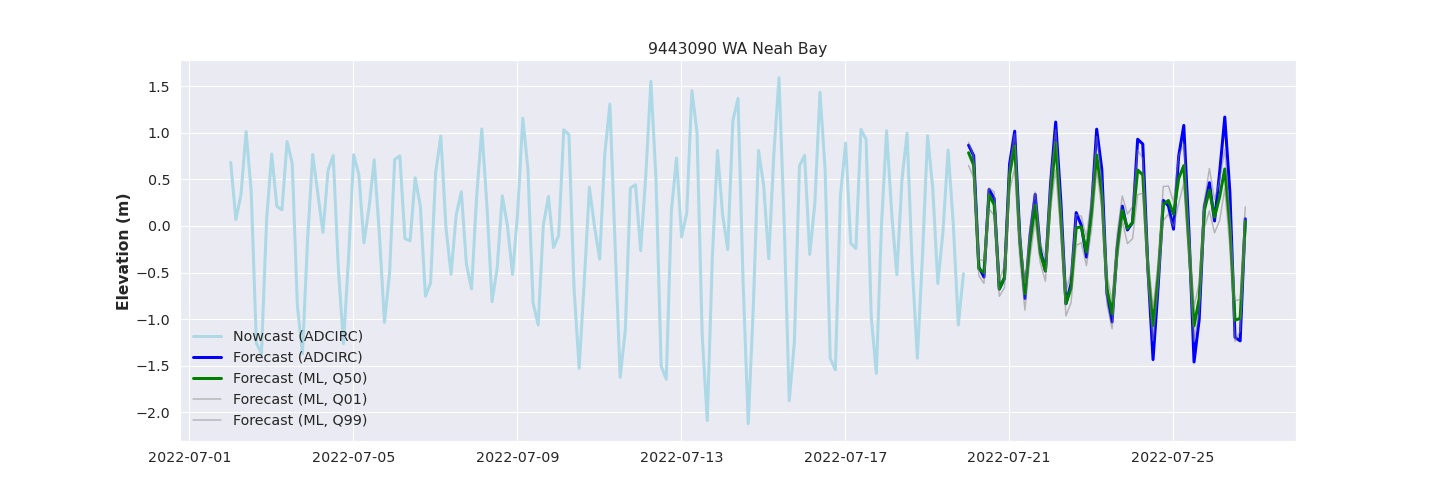 9443090 WA Neah Bay
Elevation (m)
1.5
1.0
0.5
0.0
−0.5
−1.0
−1.5
−2.0
Nowcast (ADCIRC)
Forecast (ADCIRC)
Forecast (ML, Q50)
Forecast (ML, Q01)
Forecast (ML, Q99)
2022-07-01 2022-07-05 2022-07-09 2022-07-13 2022-07-17 2022-07-21 2022-07-25